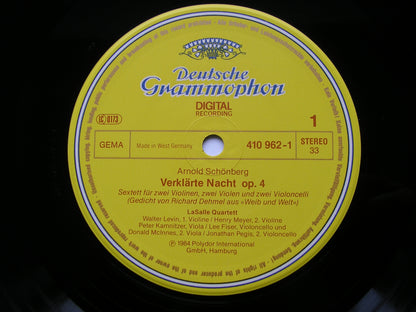 Deutsche
Grammophon
DIGITAL
RECORDING
LC 0173
1
GEMA
Made in West Germany
410 962-1
STEREO
33
Arnold Schönberg
Verklärte Nacht op. 4
Sextett für zwei Violinen, zwei Violen und zwei Violoncelli
(Gedicht von Richard Dehmel aus «Weib und Welt»)
LaSalle Quartett
Walter Levin, 1. Violine / Henry Meyer, 2. Violine
Peter Kamnitzer, Viola / Lee Fiser, Violoncello und
Donald McInnes, 2. Viola / Jonathan Pegis, 2. Violoncello
℗ 1984 Polydor International
GmbH, Hamburg